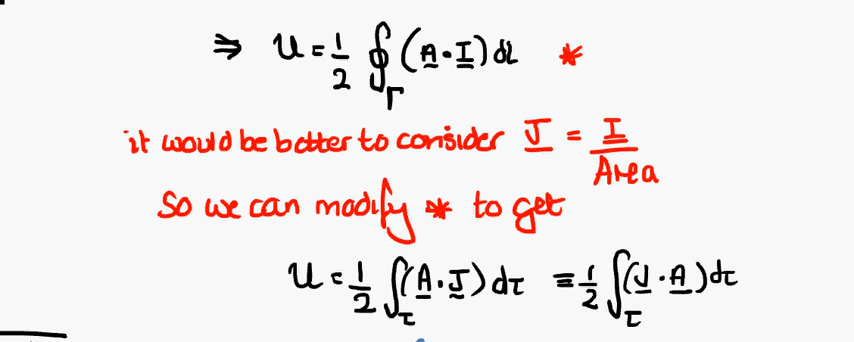 ⇒ U = 1/2 ∮_Γ (A · I) dl *
it would be better to consider J = I/Area
So we can modify * to get
U = 1/2 ∫_τ (A · J) dτ ≡ 1/2 ∫_τ (J · A) dτ